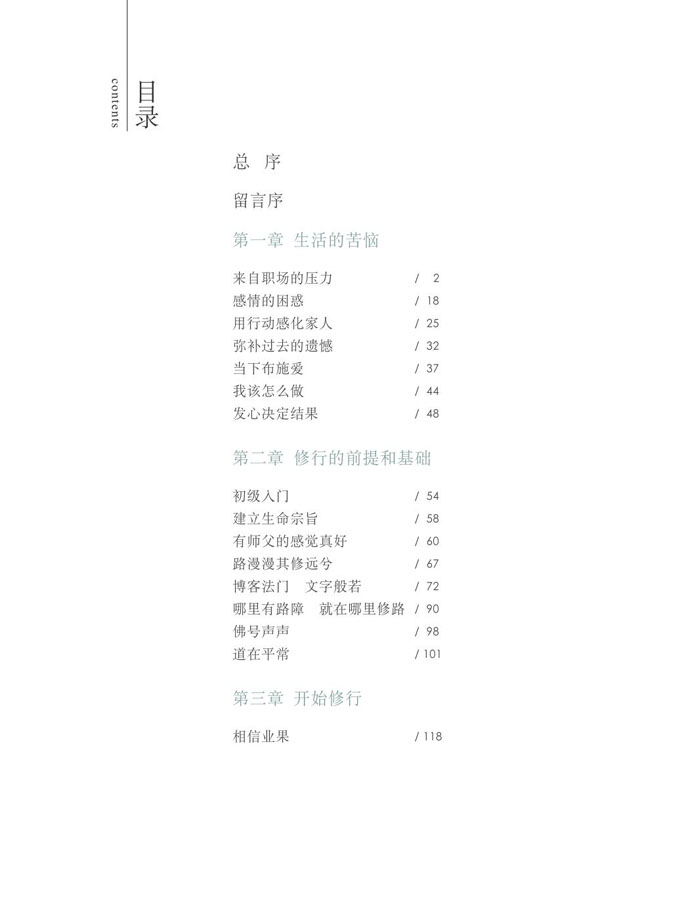 目录
contents
总 序
留言序
第一章 生活的苦恼
来自职场的压力 / 2
感情的困惑 / 18
用行动感化家人 / 25
弥补过去的遗憾 / 32
当下布施爱 / 37
我该怎么做 / 44
发心决定结果 / 48
第二章 修行的前提和基础
初级入门 / 54
建立生命宗旨 / 58
有师父的感觉真好 / 60
路漫漫其修远兮 / 67
博客法门 文字般若 / 72
哪里有路障 就在哪里修路 / 90
佛号声声 / 98
道在平常 / 101
第三章 开始修行
相信业果 / 118